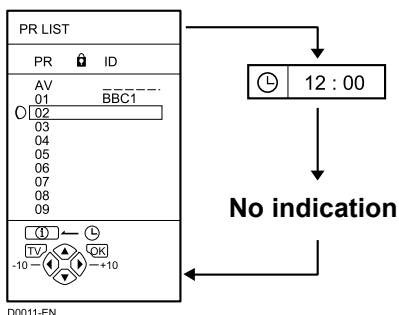 PR LIST
PR ID
AV _ _ _ _ _
01 BBC1
02
03
04
05
06
07
08
09
i
TV OK
-10 +10
12 : 00
No indication
D0011-EN